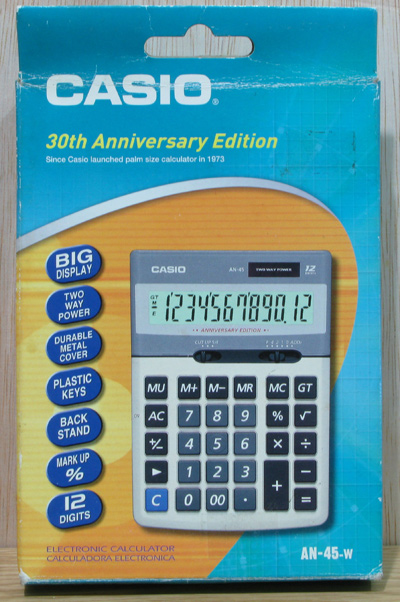 CASIO®
30th Anniversary Edition
Since Casio launched palm size calculator in 1973
BIG
DISPLAY
TWO
WAY
POWER
DURABLE
METAL
COVER
PLASTIC
KEYS
BACK
STAND
MARK UP
%
12
DIGITS
CASIO
TWO WAY POWER
12
1234567890.12
ANNIVERSARY EDITION
MU M+ M− MR MC GT
AC 7 8 9 % √
+/− 4 5 6 × ÷
▶ 1 2 3 −
C 0 00 · + =
ELECTRONIC CALCULATOR
CALCULADORA ELECTRONICA
AN-45-W